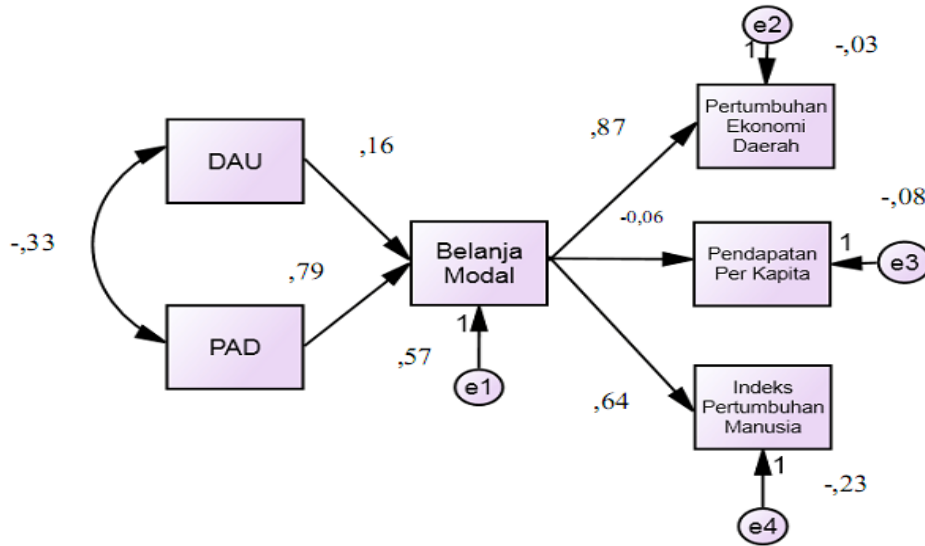 e2
1
-,03
Pertumbuhan
Ekonomi
Daerah
,87
DAU
,16
-,33
-0,06
-,08
Belanja
Modal
Pendapatan
Per Kapita
1
e3
,79
PAD
1
,57
e1
,64
Indeks
Pertumbuhan
Manusia
1
-,23
e4